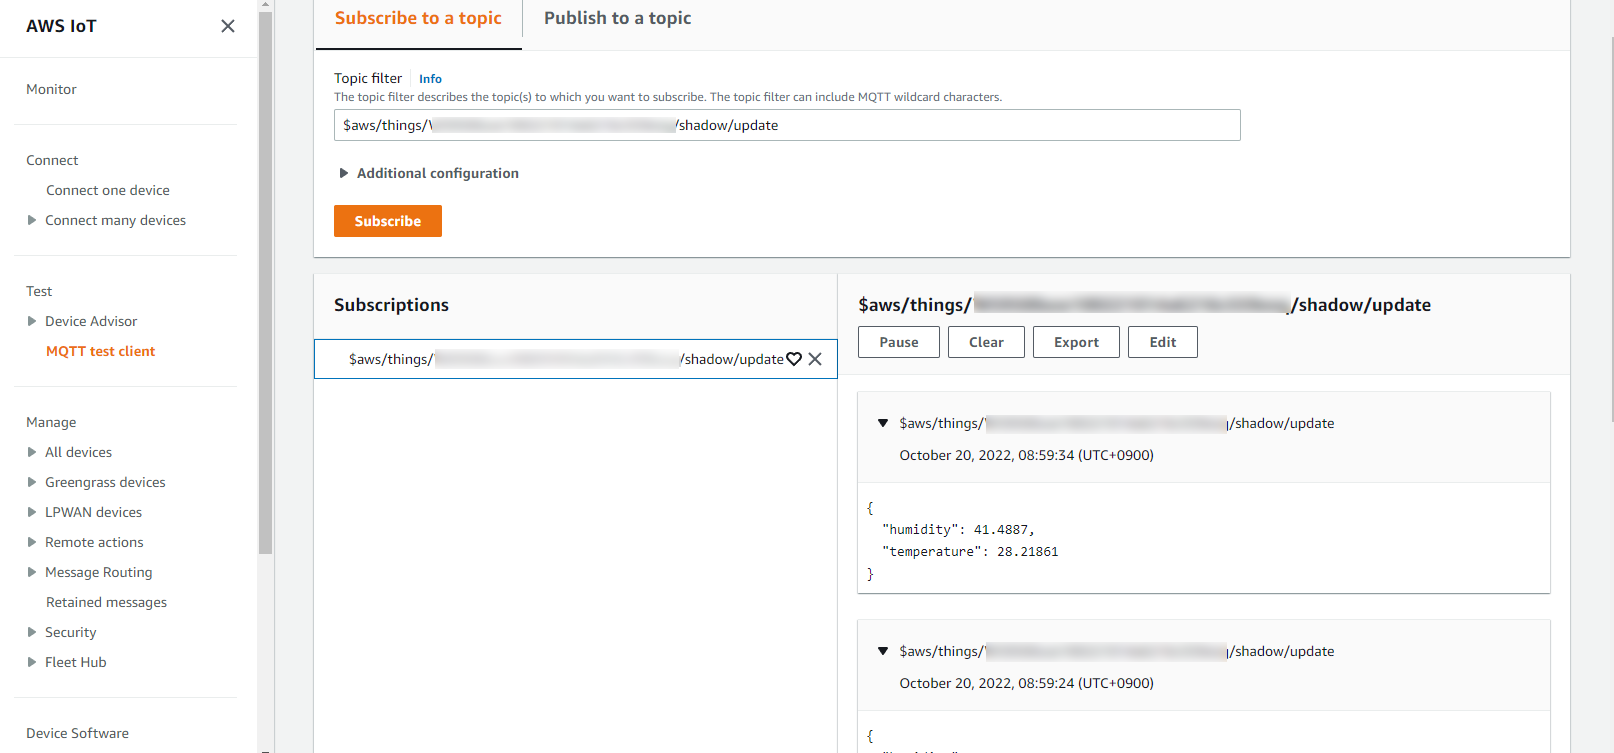 AWS IoT
Monitor
Connect
Connect one device
Connect many devices
Test
Device Advisor
MQTT test client
Manage
All devices
Greengrass devices
LPWAN devices
Remote actions
Message Routing
Retained messages
Security
Fleet Hub
Device Software
Subscribe to a topic
Publish to a topic
Topic filter Info
The topic filter describes the topic(s) to which you want to subscribe. The topic filter can include MQTT wildcard characters.
$aws/things/ /shadow/update
Additional configuration
Subscribe
Subscriptions
$aws/things/ /shadow/update
$aws/things/ /shadow/update
Pause Clear Export Edit
$aws/things/ /shadow/update
October 20, 2022, 08:59:34 (UTC+0900)
{
"humidity": 41.4887,
"temperature": 28.21861
}
$aws/things/ /shadow/update
October 20, 2022, 08:59:24 (UTC+0900)
{